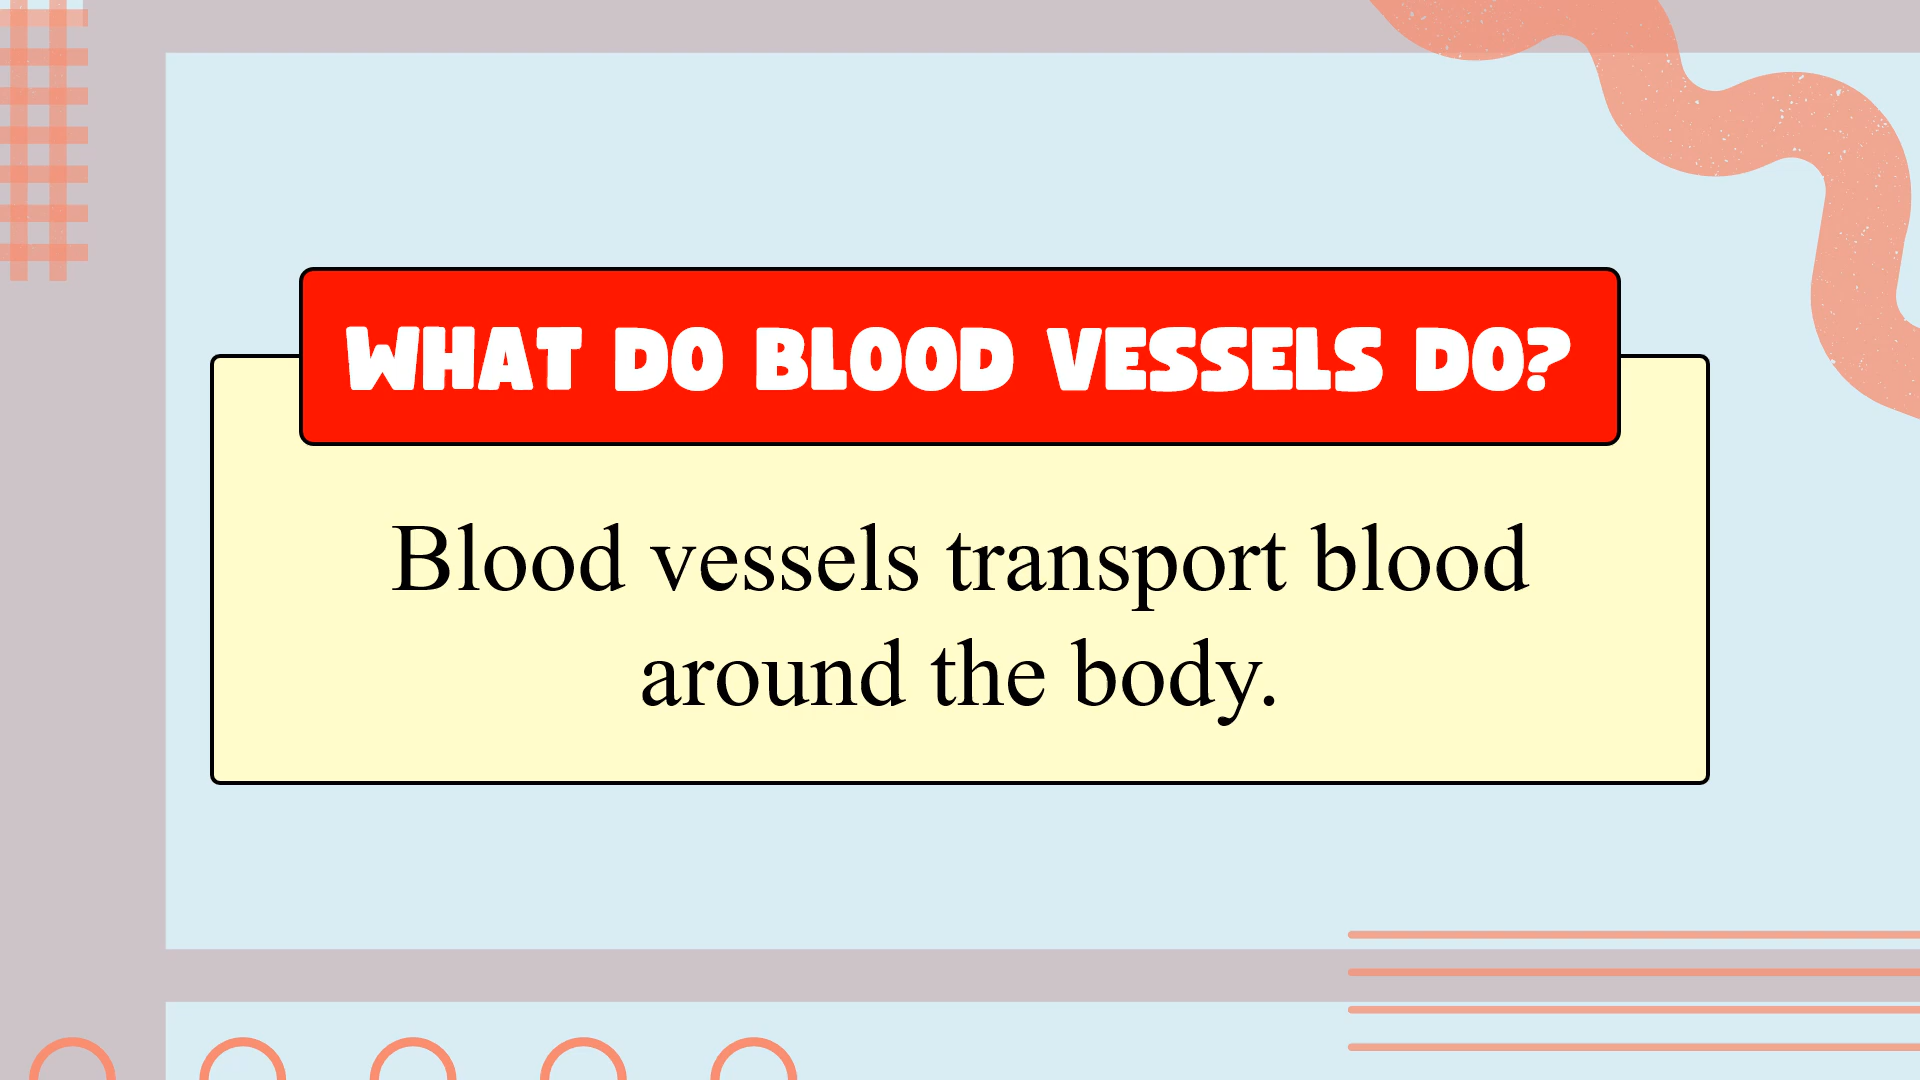 WHAT DO BLOOD VESSELS DO?
Blood vessels transport blood
around the body.